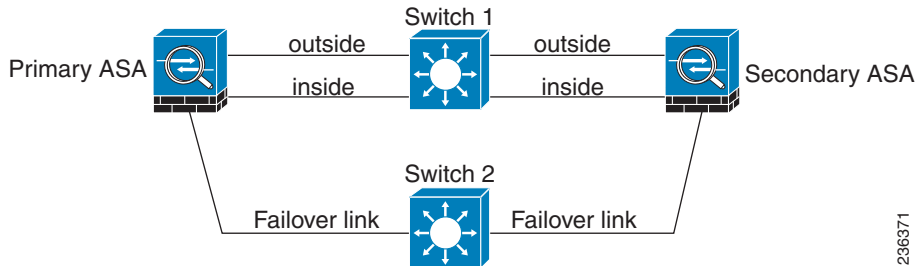 Switch 1
outside
outside
Primary ASA
Secondary ASA
inside
inside
Switch 2
Failover link
Failover link
236371